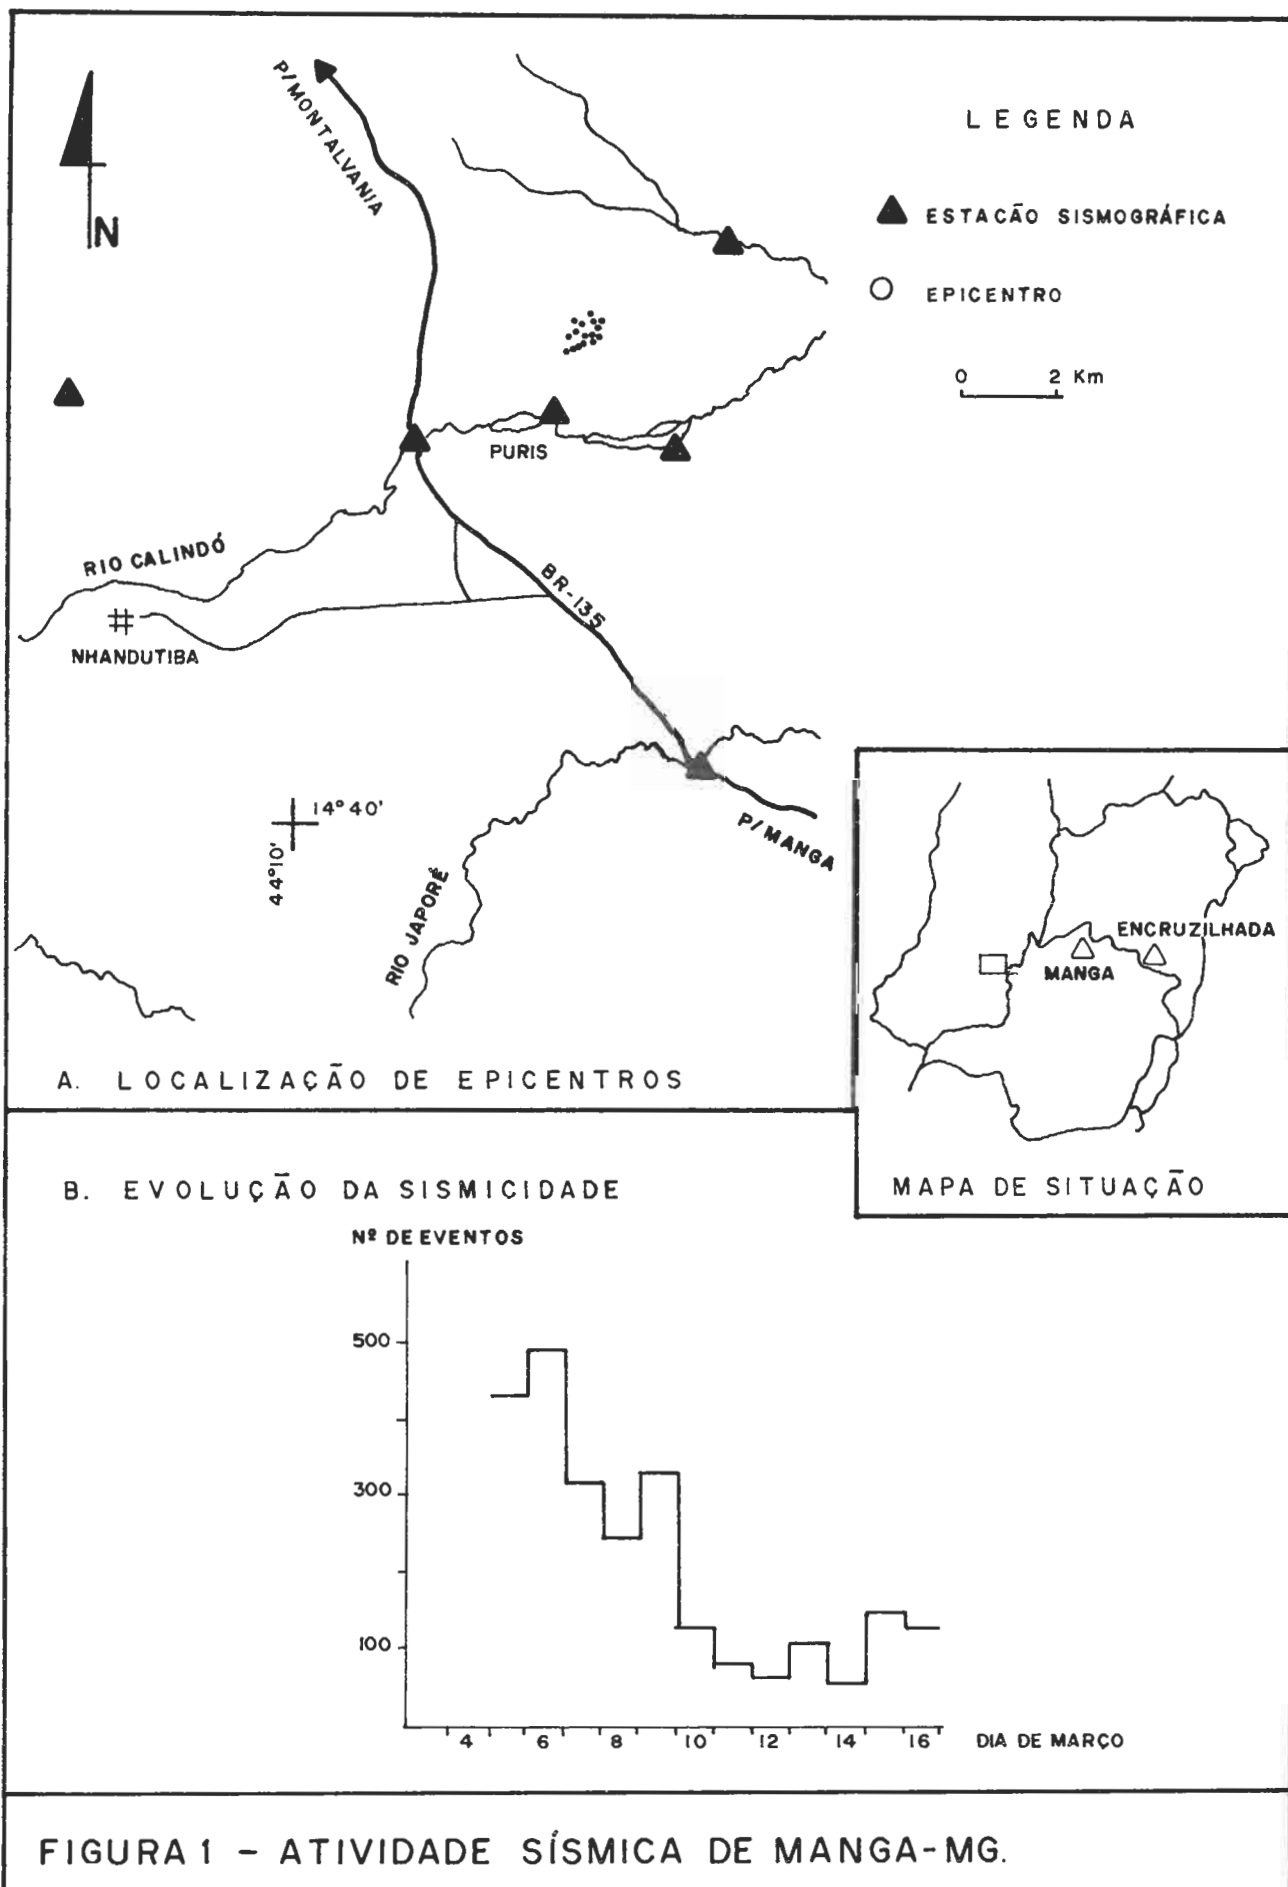 P/MONTALVANIA
N
LEGENDA
ESTACÃO SISMOGRÁFICA
EPICENTRO
0 2 Km
PURIS
RIO CALINDÓ
NHANDUTIBA
BR-135
14°40'
44°10'
RIO JAPORÉ
P/MANGA
ENCRUZILHADA
MANGA
A. LOCALIZAÇÃO DE EPICENTROS
MAPA DE SITUAÇÃO
B. EVOLUÇÃO DA SISMICIDADE
Nº DE EVENTOS
500
300
100
4 6 8 10 12 14 16 DIA DE MARÇO
FIGURA 1 - ATIVIDADE SÍSMICA DE MANGA-MG.